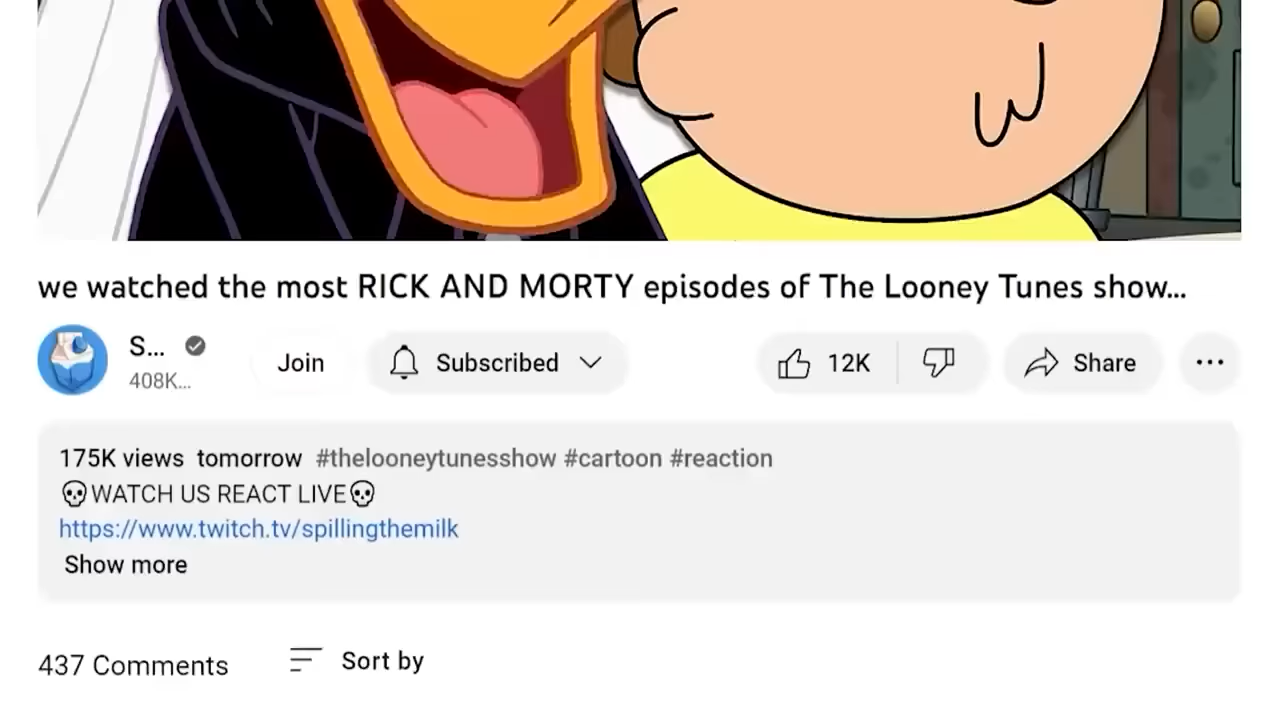 we watched the most RICK AND MORTY episodes of The Looney Tunes show...
S...
408K...
Join
Subscribed
12K
Share
175K views tomorrow #thelooneytunesshow #cartoon #reaction
💀WATCH US REACT LIVE💀
https://www.twitch.tv/spillingthemilk
Show more
437 Comments
Sort by